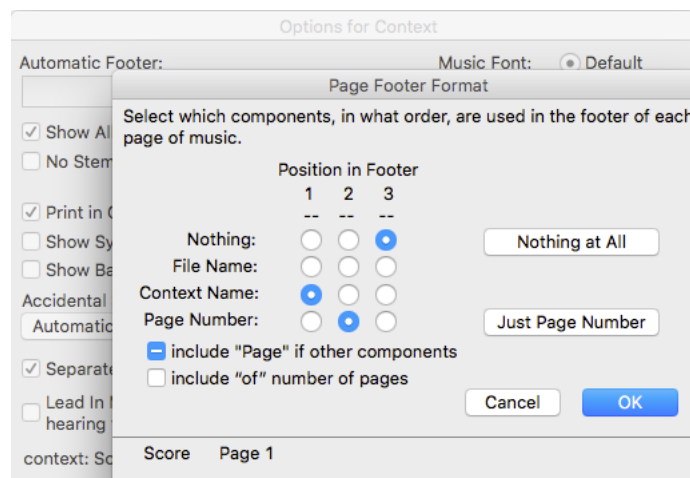 Options for Context
Automatic Footer:
Music Font:
Default
Page Footer Format
Select which components, in what order, are used in the footer of each
page of music.
Show Al
No Stem
Print in
Show Sy
Show Ba
Accidental
Automatic
Separate
Lead In
hearing
context: Sc
Position in Footer
1 2 3
-- -- --
Nothing:
Nothing at All
File Name:
Context Name:
Page Number:
Just Page Number
include "Page" if other components
include “of” number of pages
Cancel
OK
Score Page 1